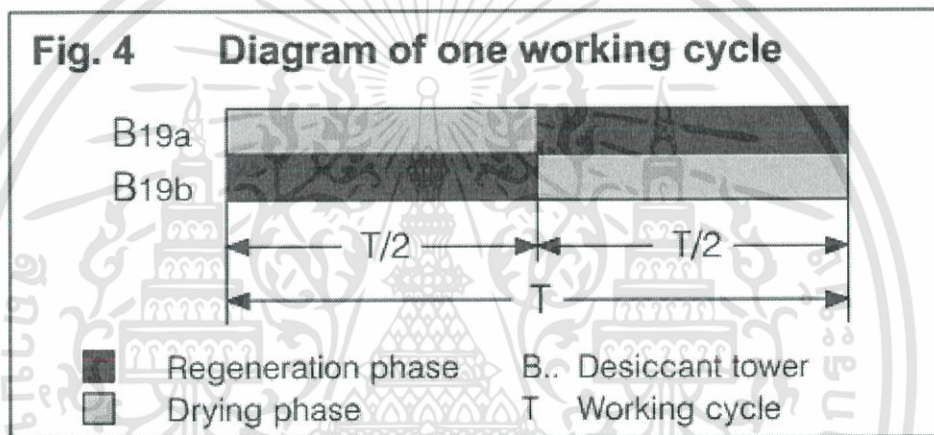 Fig. 4 Diagram of one working cycle
B19a
B19b
T/2 T/2
T
Regeneration phase B.. Desiccant tower
Drying phase T Working cycle